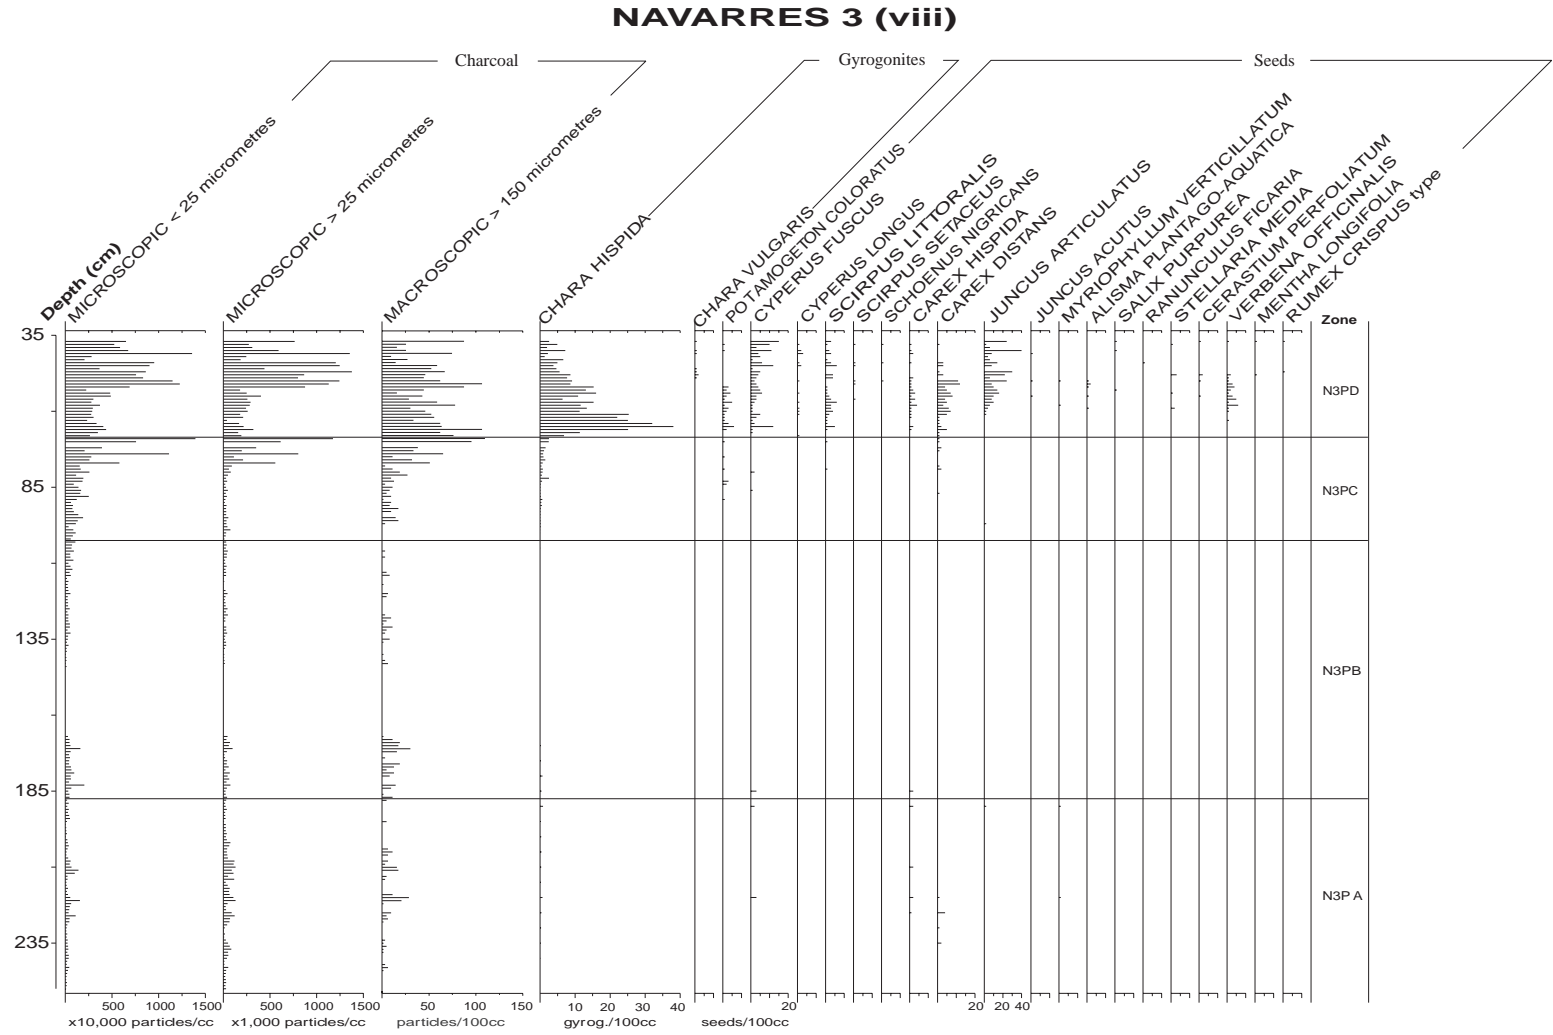 NAVARRES 3 (viii)
Charcoal
Gyrogonites
Seeds
Depth (cm)
MICROSCOPIC < 25 micrometres
MICROSCOPIC > 25 micrometres
MACROSCOPIC > 150 micrometres
CHARA HISPIDA
CHARA VULGARIS
POTAMOGETON COLORATUS
CYPERUS FUSCUS
CYPERUS LONGUS
SCIRPUS LITTORALIS
SCIRPUS SETACEUS
SCHOENUS NIGRICANS
CAREX HISPIDA
CAREX DISTANS
JUNCUS ARTICULATUS
JUNCUS ACUTUS
MYRIOPHYLLUM VERTICILLATUM
ALISMA PLANTAGO-AQUATICA
SALIX PURPUREA
RANUNCULUS FICARIA
STELLARIA MEDIA
CERASTIUM PERFOLIATUM
VERBENA OFFICINALIS
MENTHA LONGIFOLIA
RUMEX CRISPUS type
Zone
35
85
135
185
235
N3PD
N3PC
N3PB
N3P A
500 1000 1500
500 1000 1500
50 100 150
10 20 30 40
20
20
20 40
x10,000 particles/cc
x1,000 particles/cc
particles/100cc
gyrog./100cc
seeds/100cc